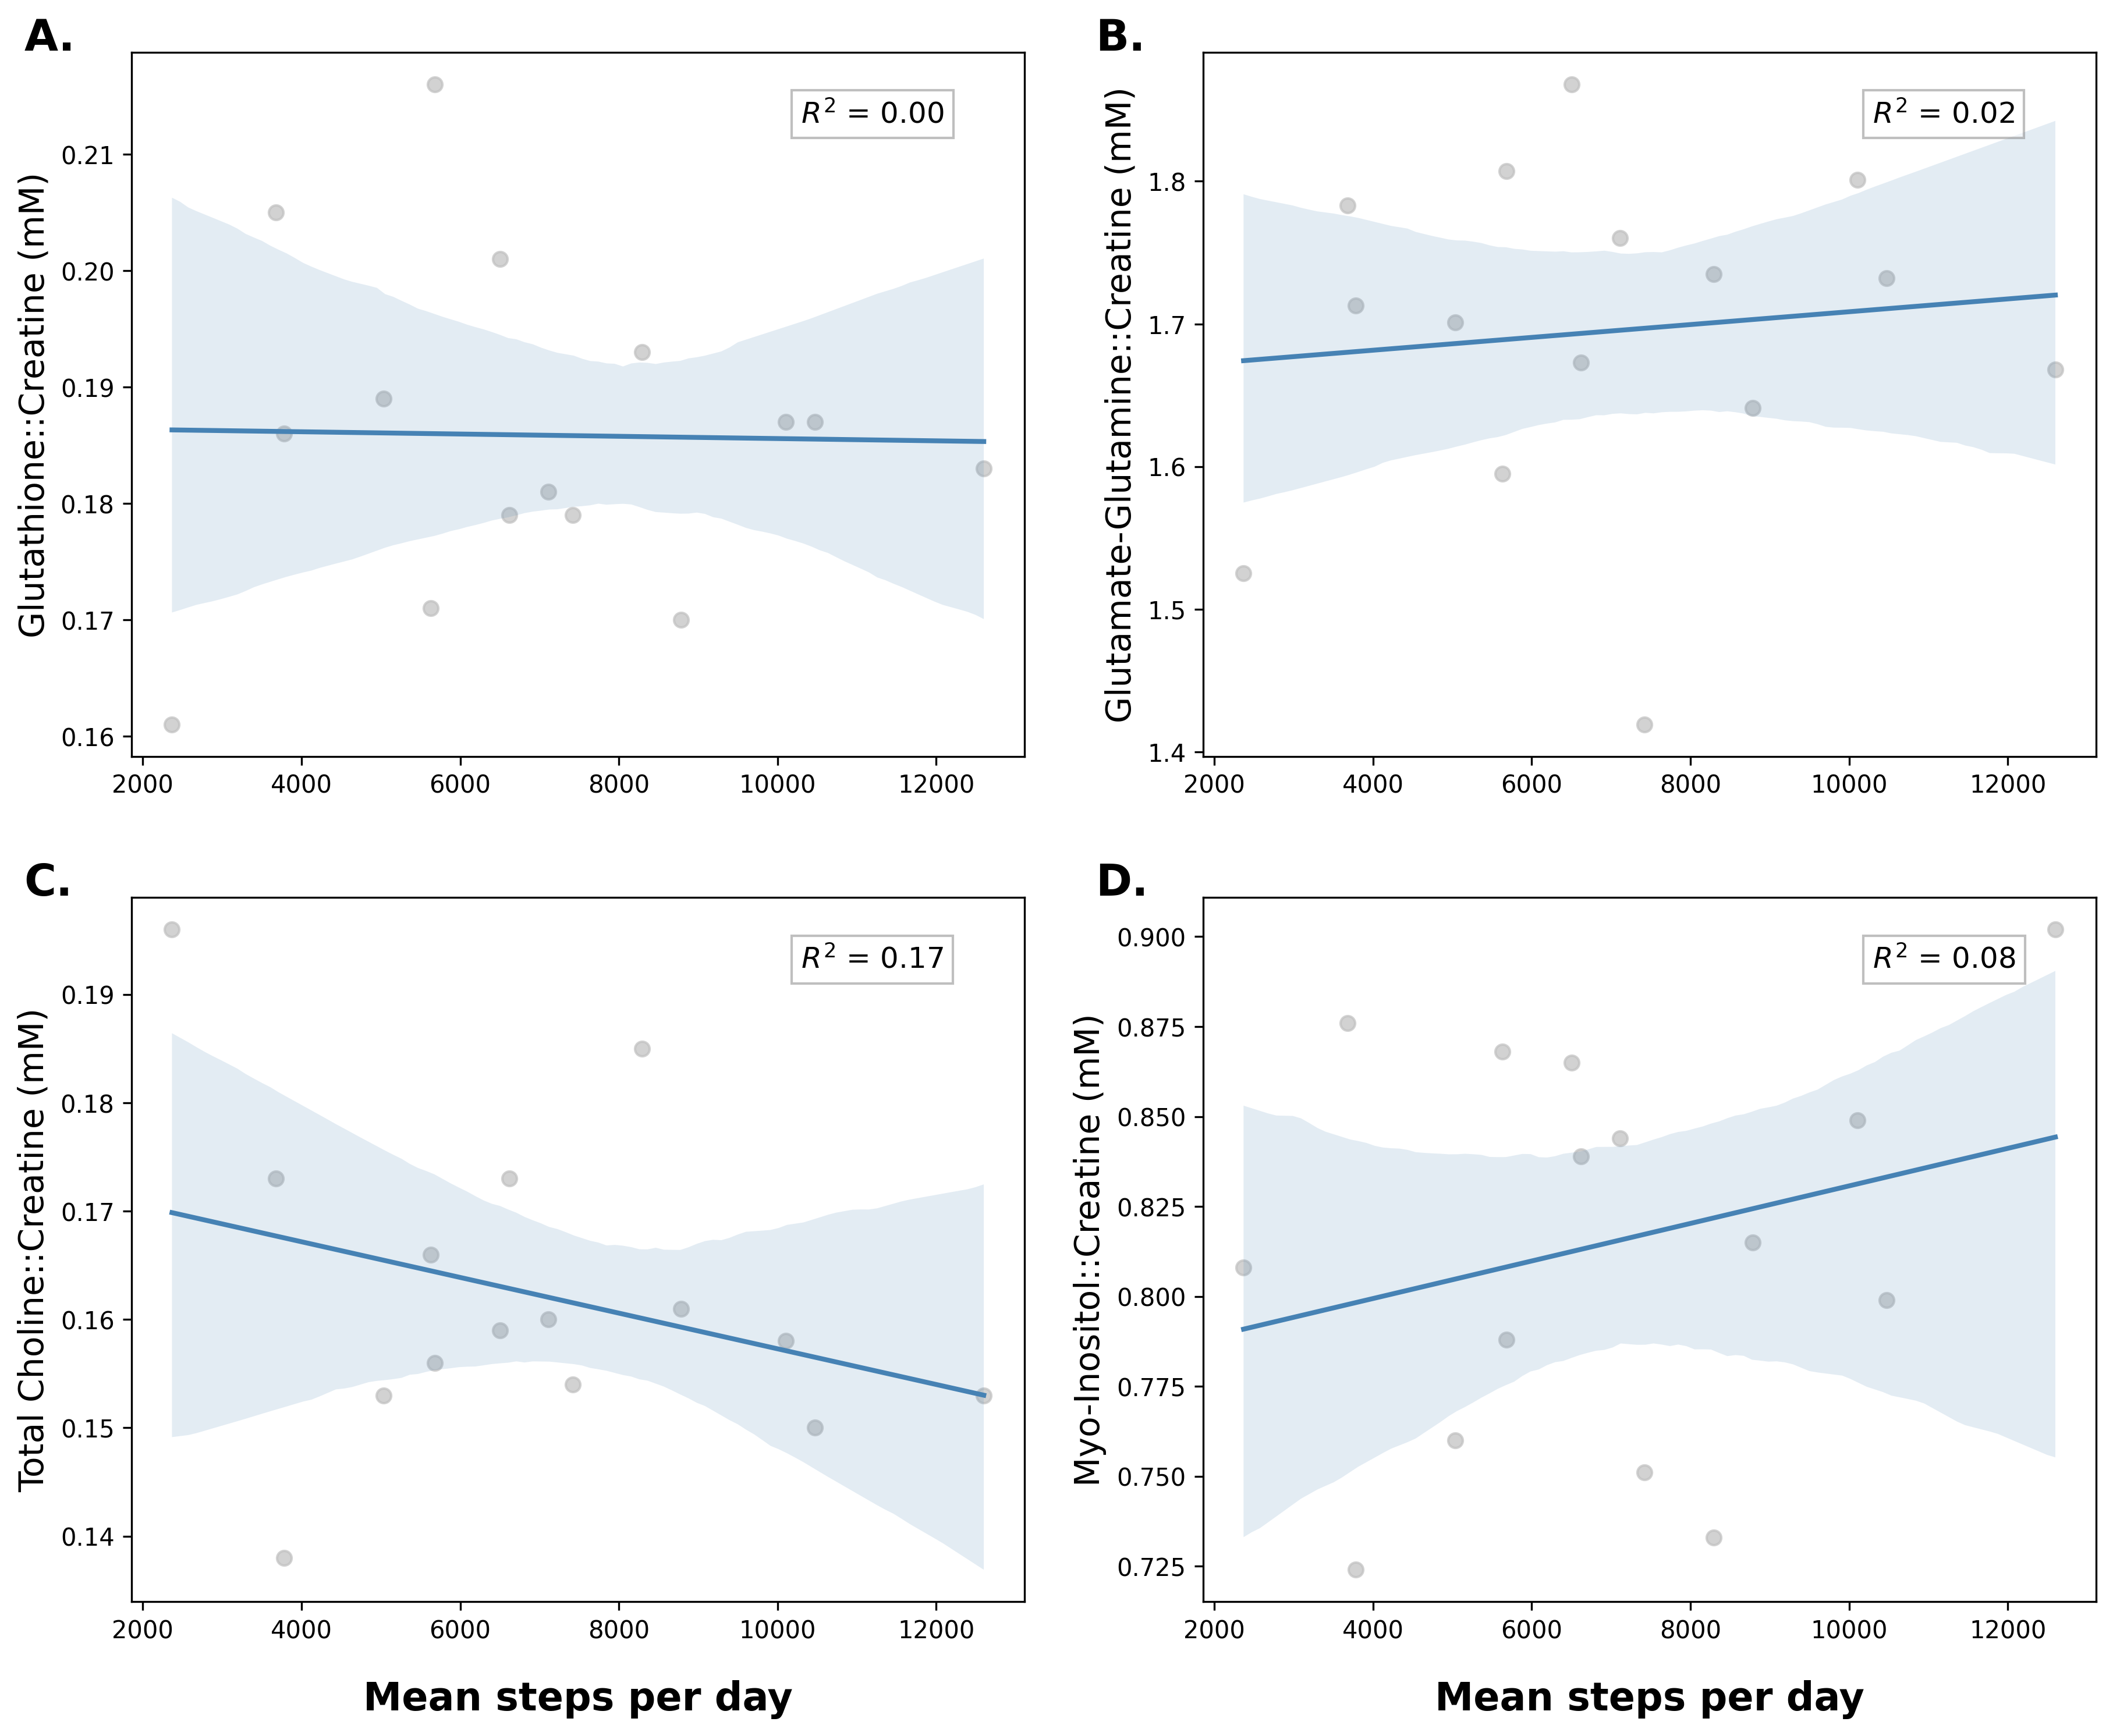 A.
Glutathione::Creatine (mM)
R² = 0.00
0.21
0.20
0.19
0.18
0.17
0.16
2000 4000 6000 8000 10000 12000
B.
Glutamate-Glutamine::Creatine (mM)
R² = 0.02
1.8
1.7
1.6
1.5
1.4
2000 4000 6000 8000 10000 12000
C.
Total Choline::Creatine (mM)
R² = 0.17
0.19
0.18
0.17
0.16
0.15
0.14
2000 4000 6000 8000 10000 12000
Mean steps per day
D.
Myo-Inositol::Creatine (mM)
R² = 0.08
0.900
0.875
0.850
0.825
0.800
0.775
0.750
0.725
2000 4000 6000 8000 10000 12000
Mean steps per day